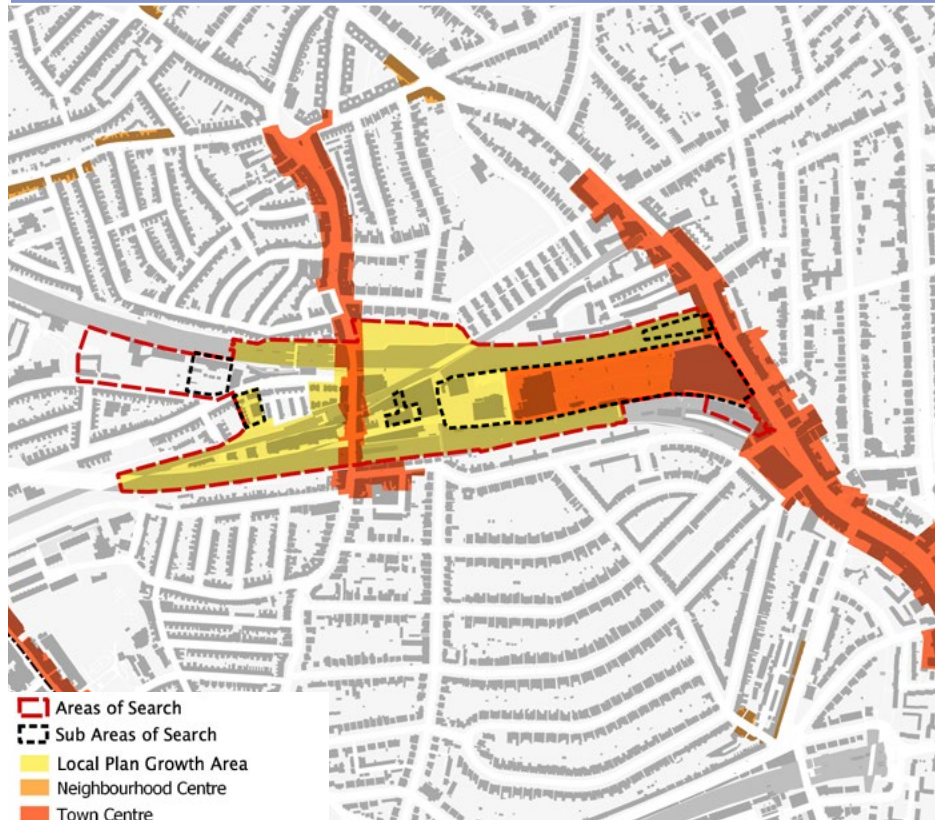 Areas of Search
Sub Areas of Search
Local Plan Growth Area
Neighbourhood Centre
Town Centre